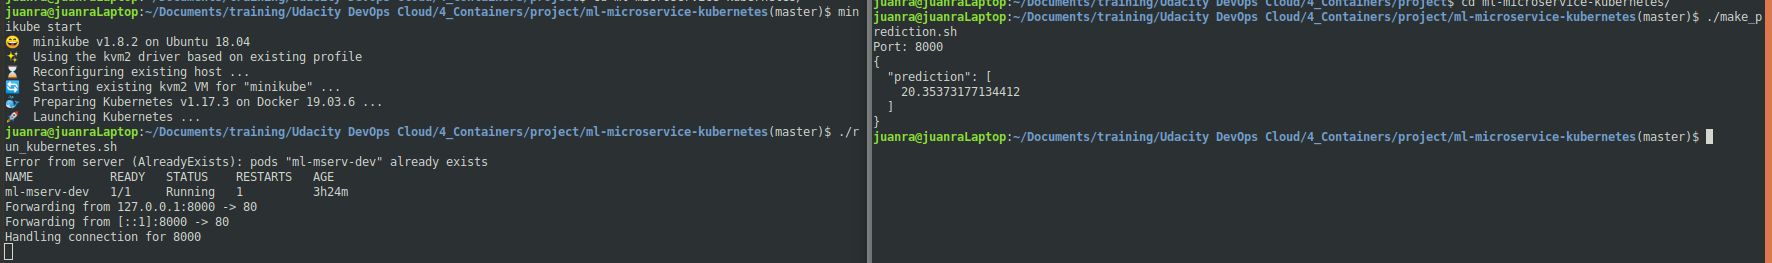 juanra@juanraLaptop:~/Documents/training/Udacity DevOps Cloud/4_Containers/project/ml-microservice-kubernetes(master)$ min
ikube start
minikube v1.8.2 on Ubuntu 18.04
Using the kvm2 driver based on existing profile
Reconfiguring existing host ...
Starting existing kvm2 VM for "minikube" ...
Preparing Kubernetes v1.17.3 on Docker 19.03.6 ...
Launching Kubernetes ...
juanra@juanraLaptop:~/Documents/training/Udacity DevOps Cloud/4_Containers/project/ml-microservice-kubernetes(master)$ ./r
un_kubernetes.sh
Error from server (AlreadyExists): pods "ml-mserv-dev" already exists
NAME READY STATUS RESTARTS AGE
ml-mserv-dev 1/1 Running 1 3h24m
Forwarding from 127.0.0.1:8000 -> 80
Forwarding from [::1]:8000 -> 80
Handling connection for 8000
juanra@juanraLaptop:~/Documents/training/Udacity DevOps Cloud/4_Containers/project$ cd ml-microservice-kubernetes/
juanra@juanraLaptop:~/Documents/training/Udacity DevOps Cloud/4_Containers/project/ml-microservice-kubernetes(master)$ ./make_p
rediction.sh
Port: 8000
{
"prediction": [
20.35373177134412
]
}
juanra@juanraLaptop:~/Documents/training/Udacity DevOps Cloud/4_Containers/project/ml-microservice-kubernetes(master)$